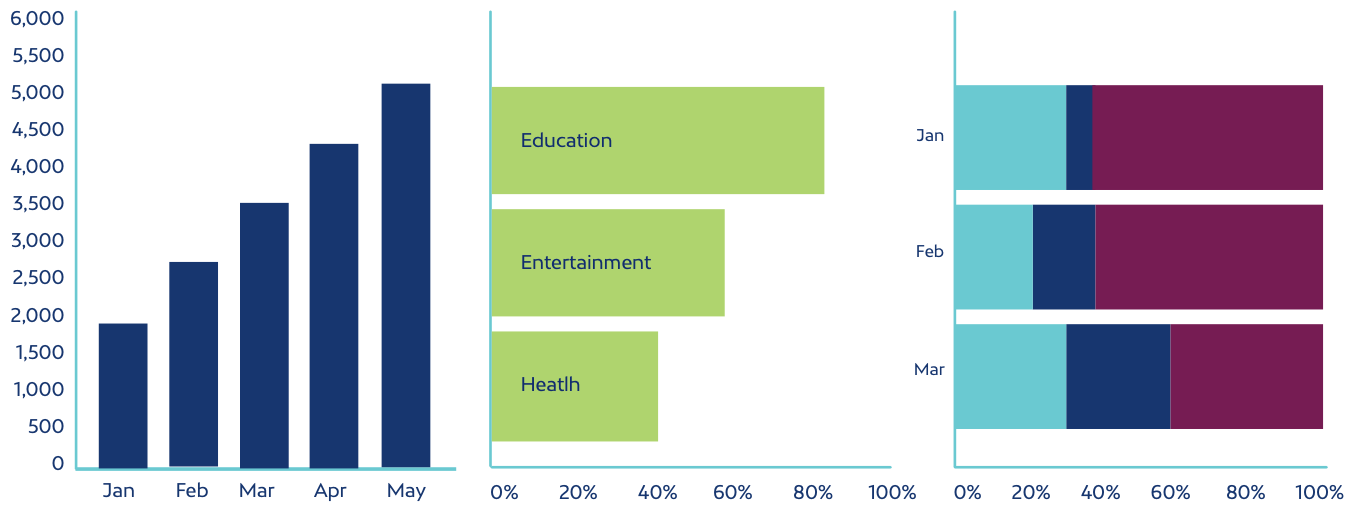 6,000
5,500
5,000
4,500
4,000
3,500
3,000
2,500
2,000
1,500
1,000
500
0
Jan Feb Mar Apr May
Education
Entertainment
Heatlh
0% 20% 40% 60% 80% 100%
Jan
Feb
Mar
0% 20% 40% 60% 80% 100%